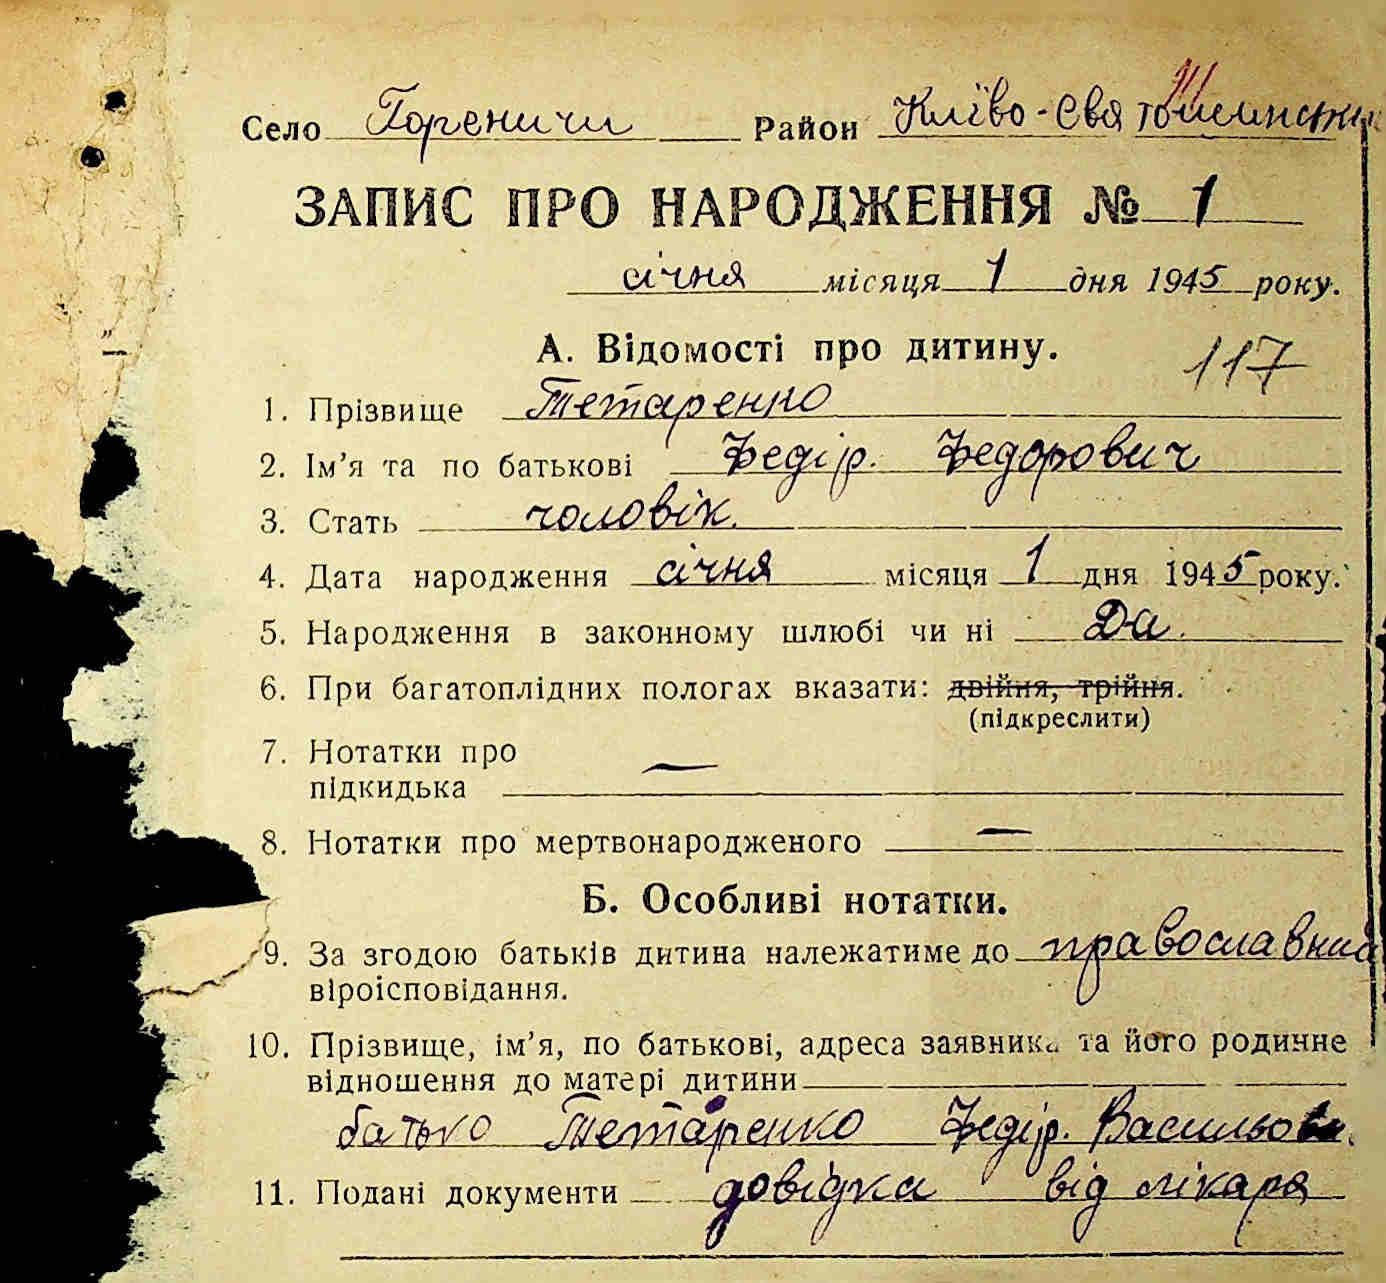 Село Гореничи Район Київо-Святошинськи
ЗАПИС ПРО НАРОДЖЕННЯ № 1
січня місяця 1 дня 1945 року.
А. Відомості про дитину.
117
1. Прізвище Тетаренко
2. Ім’я та по батькові Федір. Федорович
3. Стать чоловік.
4. Дата народження січня місяця 1 дня 1945 року.
5. Народження в законному шлюбі чи ні Да.
6. При багатоплідних пологах вказати: двійня, трійня.
(підкреслити)
7. Нотатки про —
підкидька
8. Нотатки про мертвонародженого —
Б. Особливі нотатки.
9. За згодою батьків дитина належатиме до православний
віроісповідання.
10. Прізвище, ім’я, по батькові, адреса заявника та його родинне
відношення до матері дитини
батько Тетаренко Федір. Васильов.
11. Подані документи довідка від лікаря